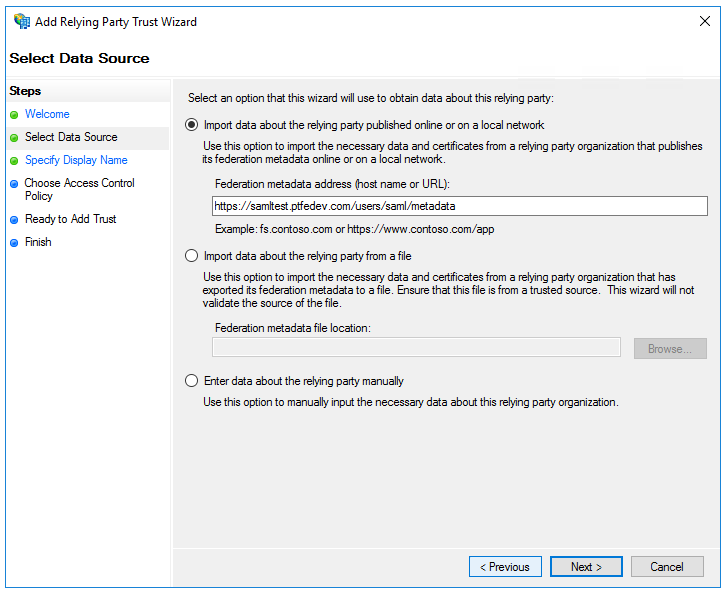 Add Relying Party Trust Wizard
Select Data Source
Steps
Welcome
Select Data Source
Specify Display Name
Choose Access Control
Policy
Ready to Add Trust
Finish
Select an option that this wizard will use to obtain data about this relying party:
Import data about the relying party published online or on a local network
Use this option to import the necessary data and certificates from a relying party organization that publishes
its federation metadata online or on a local network.
Federation metadata address (host name or URL):
https://samltest.ptfedev.com/users/saml/metadata
Example: fs.contoso.com or https://www.contoso.com/app
Import data about the relying party from a file
Use this option to import the necessary data and certificates from a relying party organization that has
exported its federation metadata to a file. Ensure that this file is from a trusted source.  This wizard will not
validate the source of the file.
Federation metadata file location:
Browse...
Enter data about the relying party manually
Use this option to manually input the necessary data about this relying party organization.
< Previous
Next >
Cancel